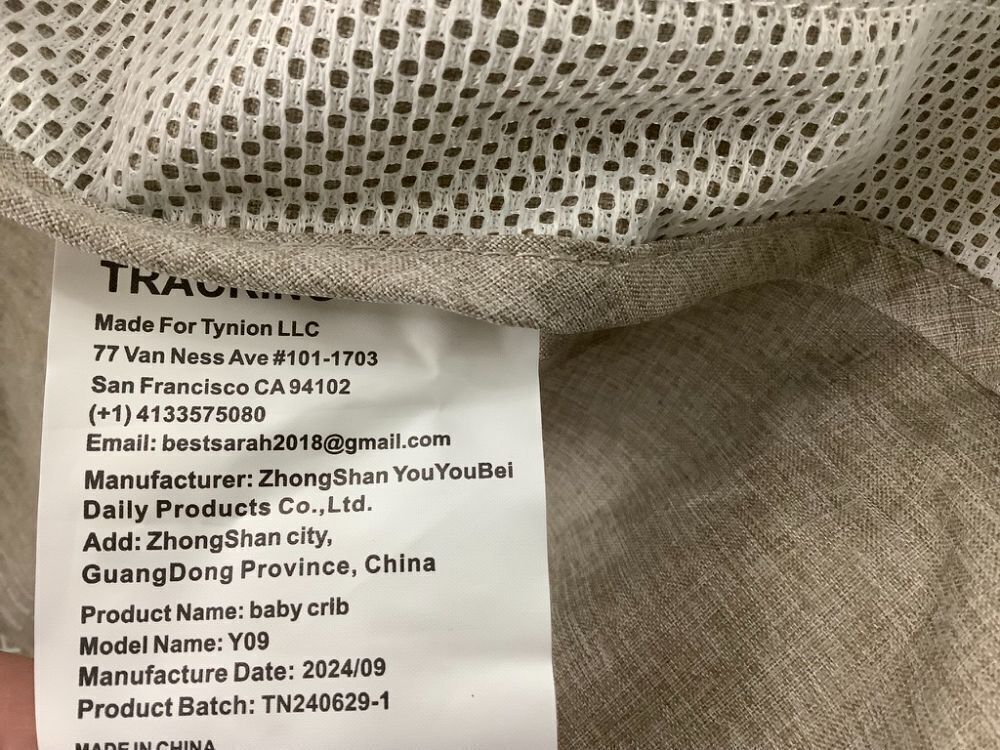 TRACKING
Made For Tynion LLC
77 Van Ness Ave #101-1703
San Francisco CA 94102
(+1) 4133575080
Email: bestsarah2018@gmail.com
Manufacturer: ZhongShan YouYouBei
Daily Products Co.,Ltd.
Add: ZhongShan city,
GuangDong Province, China
Product Name: baby crib
Model Name: Y09
Manufacture Date: 2024/09
Product Batch: TN240629-1
MADE IN CHINA